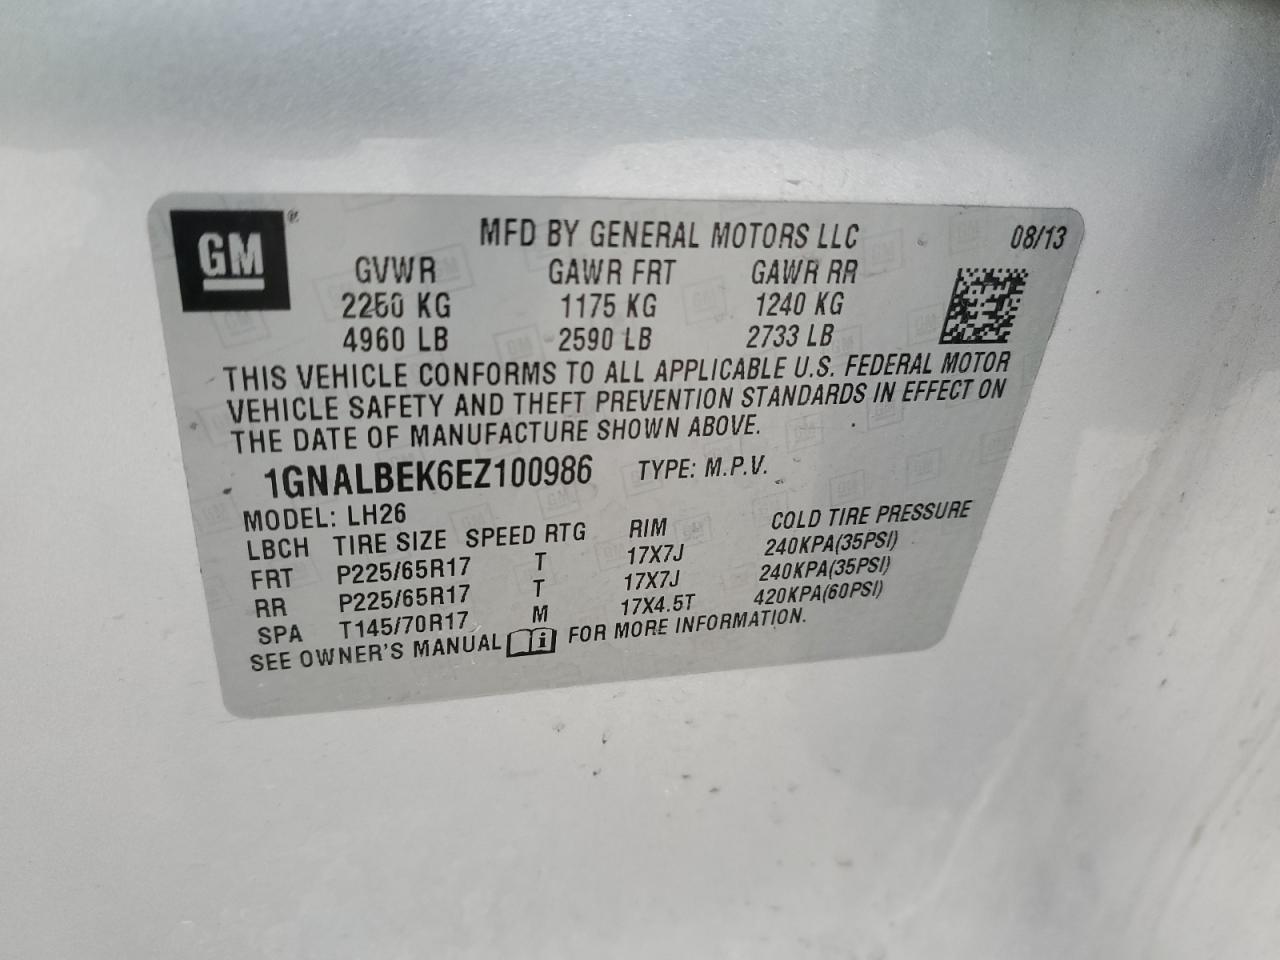 GM®
MFD BY GENERAL MOTORS LLC 08/13
GVWR GAWR FRT GAWR RR
2250 KG 1175 KG 1240 KG
4960 LB 2590 LB 2733 LB
THIS VEHICLE CONFORMS TO ALL APPLICABLE U.S. FEDERAL MOTOR
VEHICLE SAFETY AND THEFT PREVENTION STANDARDS IN EFFECT ON
THE DATE OF MANUFACTURE SHOWN ABOVE.
1GNALBEK6EZ100986 TYPE: M.P.V.
MODEL: LH26
LBCH TIRE SIZE SPEED RTG RIM COLD TIRE PRESSURE
FRT P225/65R17 T 17X7J 240KPA(35PSI)
RR P225/65R17 T 17X7J 240KPA(35PSI)
SPA T145/70R17 M 17X4.5T 420KPA(60PSI)
SEE OWNER'S MANUAL i FOR MORE INFORMATION.